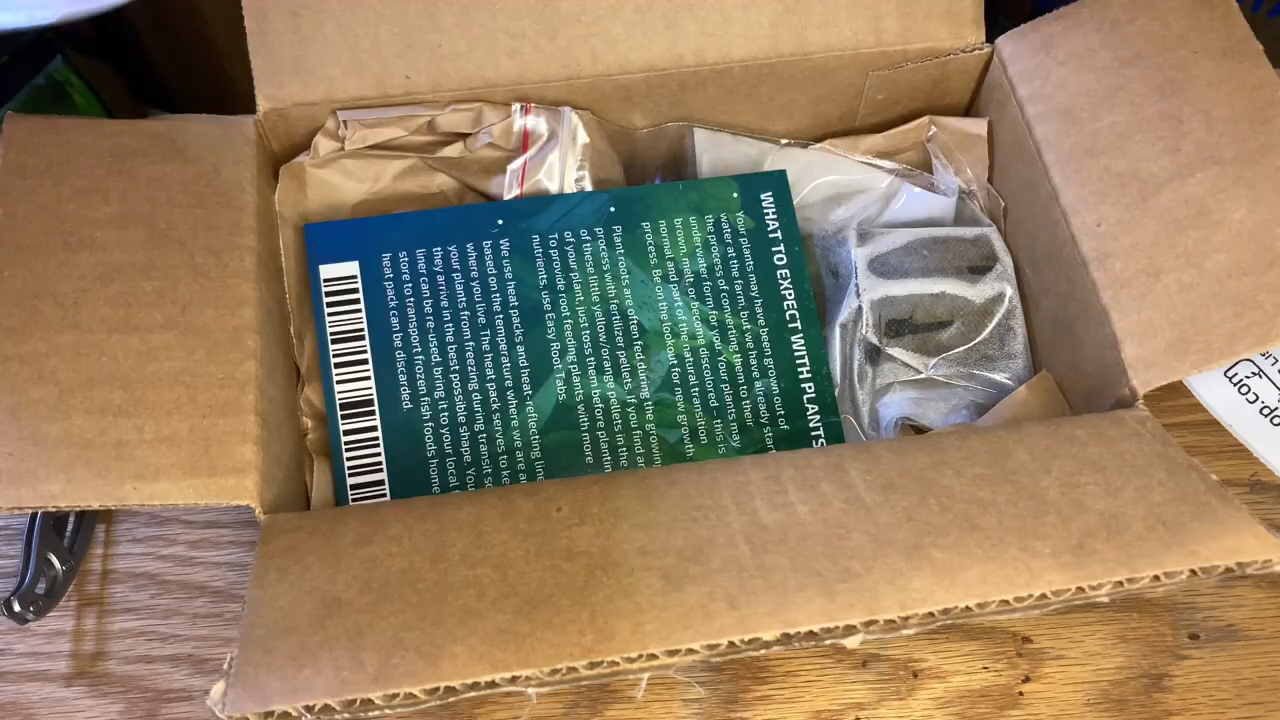 WHAT TO EXPECT WITH PLANTS
• Your plants may have been grown out of
water at the farm, but we have already start
the process of converting them to their
underwater form for you. Your plants may
brown, melt, or become discolored – this is
normal and part of the natural transition
process. Be on the lookout for new growth.
• Plant roots are often fed during the growing
process with fertilizer pellets. If you find an
of these little yellow/orange pellets in the
of your plant, just toss them before plantin
To provide root feeding plants with more
nutrients, use Easy Root Tabs.
• We use heat packs and heat-reflecting line
based on the temperature where we are a
where you live. The heat pack serves to ke
your plants from freezing during transit so
they arrive in the best possible shape. You
liner can be re-used, bring it to your local
store to transport frozen fish foods home
heat pack can be discarded.
op.com